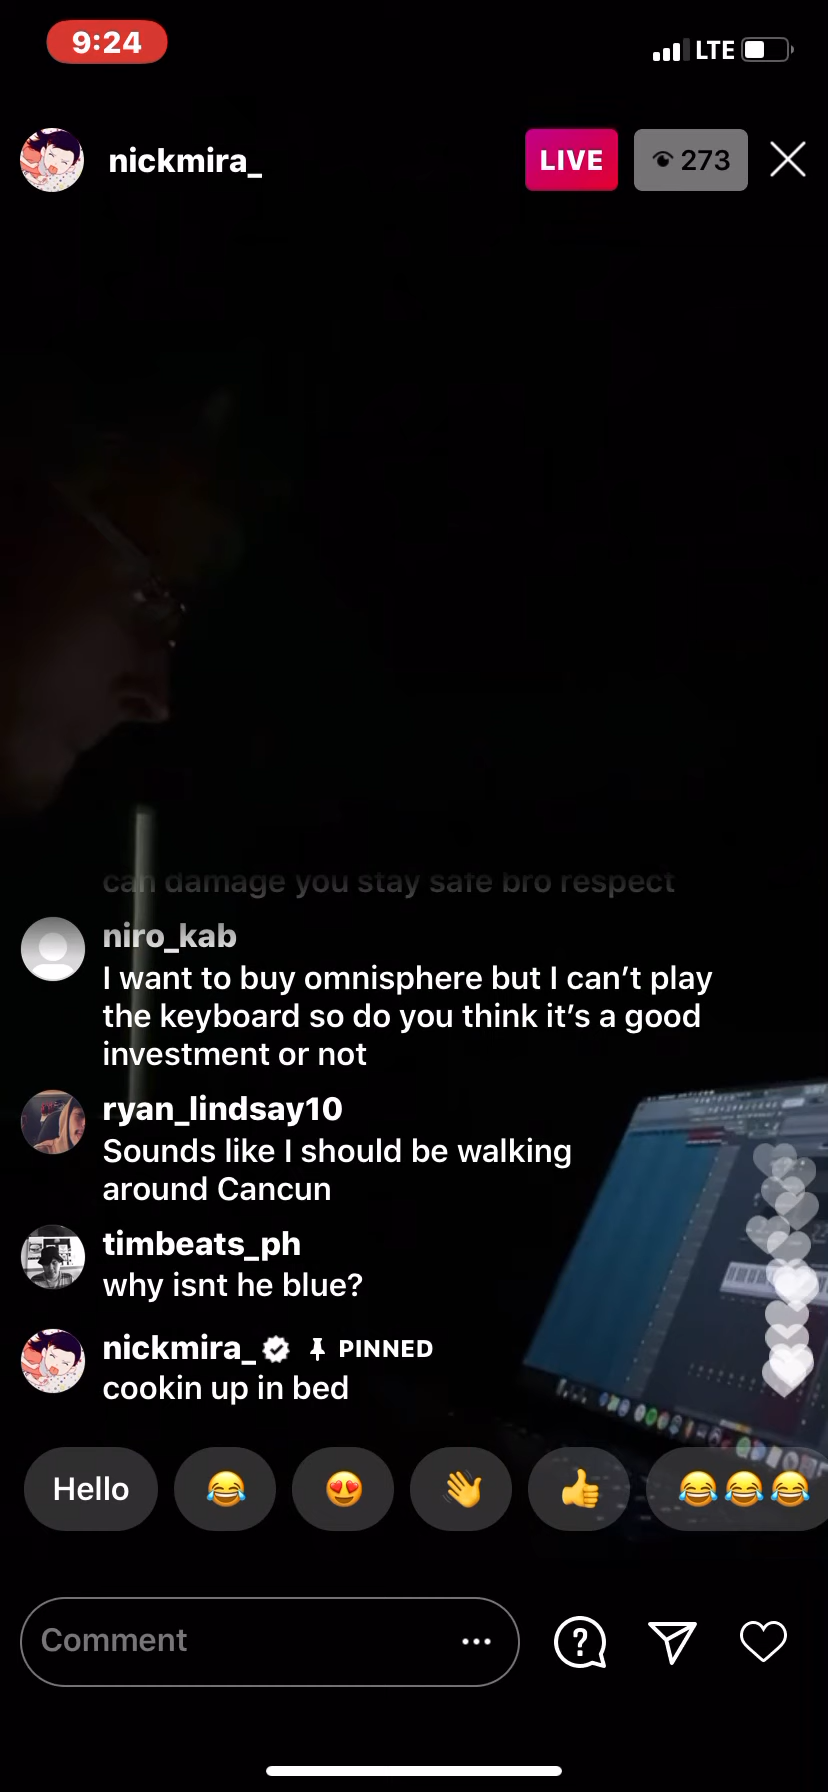 9:24
LTE
nickmira_
LIVE
273
can damage you stay safe bro respect
niro_kab
I want to buy omnisphere but I can’t play
the keyboard so do you think it’s a good
investment or not
ryan_lindsay10
Sounds like I should be walking
around Cancun
timbeats_ph
why isnt he blue?
nickmira_ PINNED
cookin up in bed
Hello
Comment